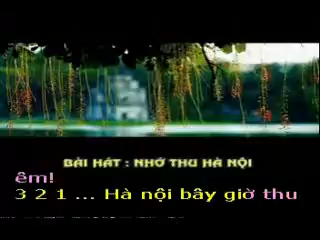 BÀI HÁT : NHỚ THU HÀ NỘI
êm!
3 2 1 ... Hà nội bây giờ thu